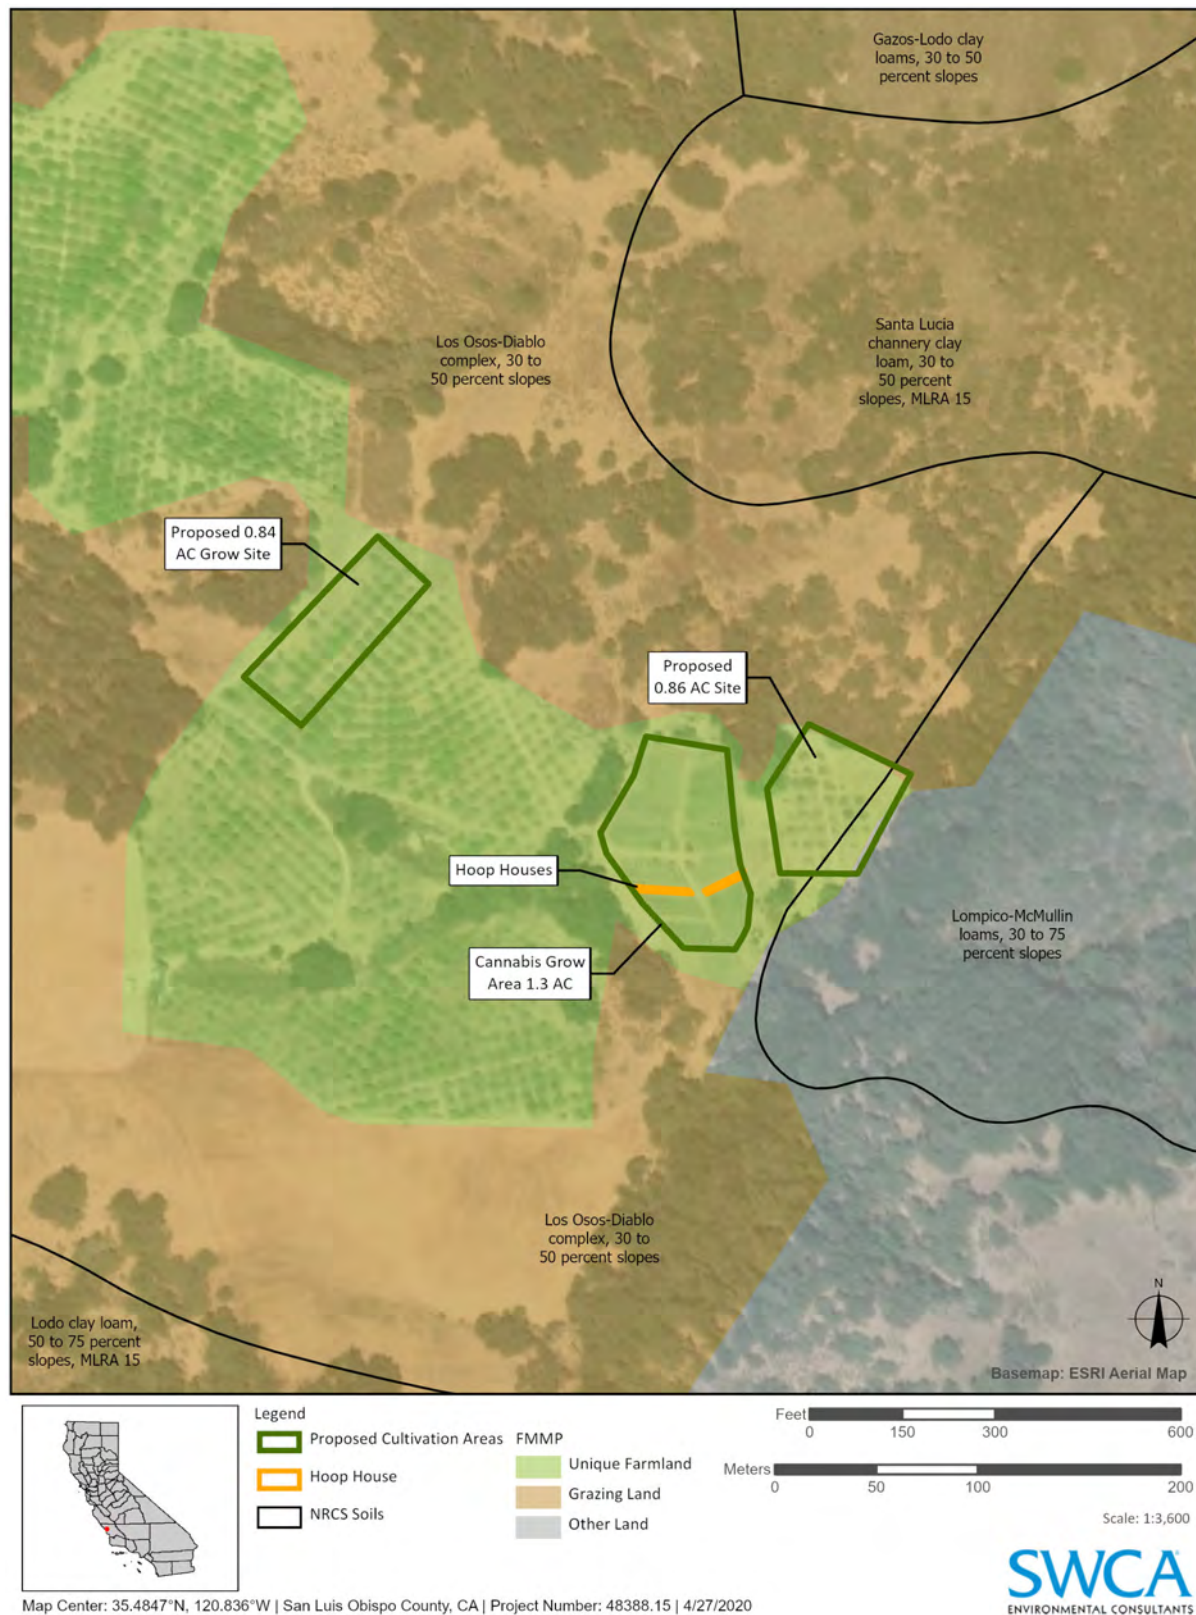 Gazos-Lodo clay
loams, 30 to 50
percent slopes
Los Osos-Diablo
complex, 30 to
50 percent slopes
Santa Lucia
channery clay
loam, 30 to
50 percent
slopes, MLRA 15
Proposed 0.84
AC Grow Site
Proposed
0.86 AC Site
Hoop Houses
Cannabis Grow
Area 1.3 AC
Lompico-McMullin
loams, 30 to 75
percent slopes
Los Osos-Diablo
complex, 30 to
50 percent slopes
Lodo clay loam,
50 to 75 percent
slopes, MLRA 15
N
Basemap: ESRI Aerial Map
Legend
Proposed Cultivation Areas
Hoop House
NRCS Soils
FMMP
Unique Farmland
Grazing Land
Other Land
Feet
0 150 300 600
Meters
0 50 100 200
Scale: 1:3,600
SWCA
ENVIRONMENTAL CONSULTANTS
Map Center: 35.4847°N, 120.836°W | San Luis Obispo County, CA | Project Number: 48388.15 | 4/27/2020